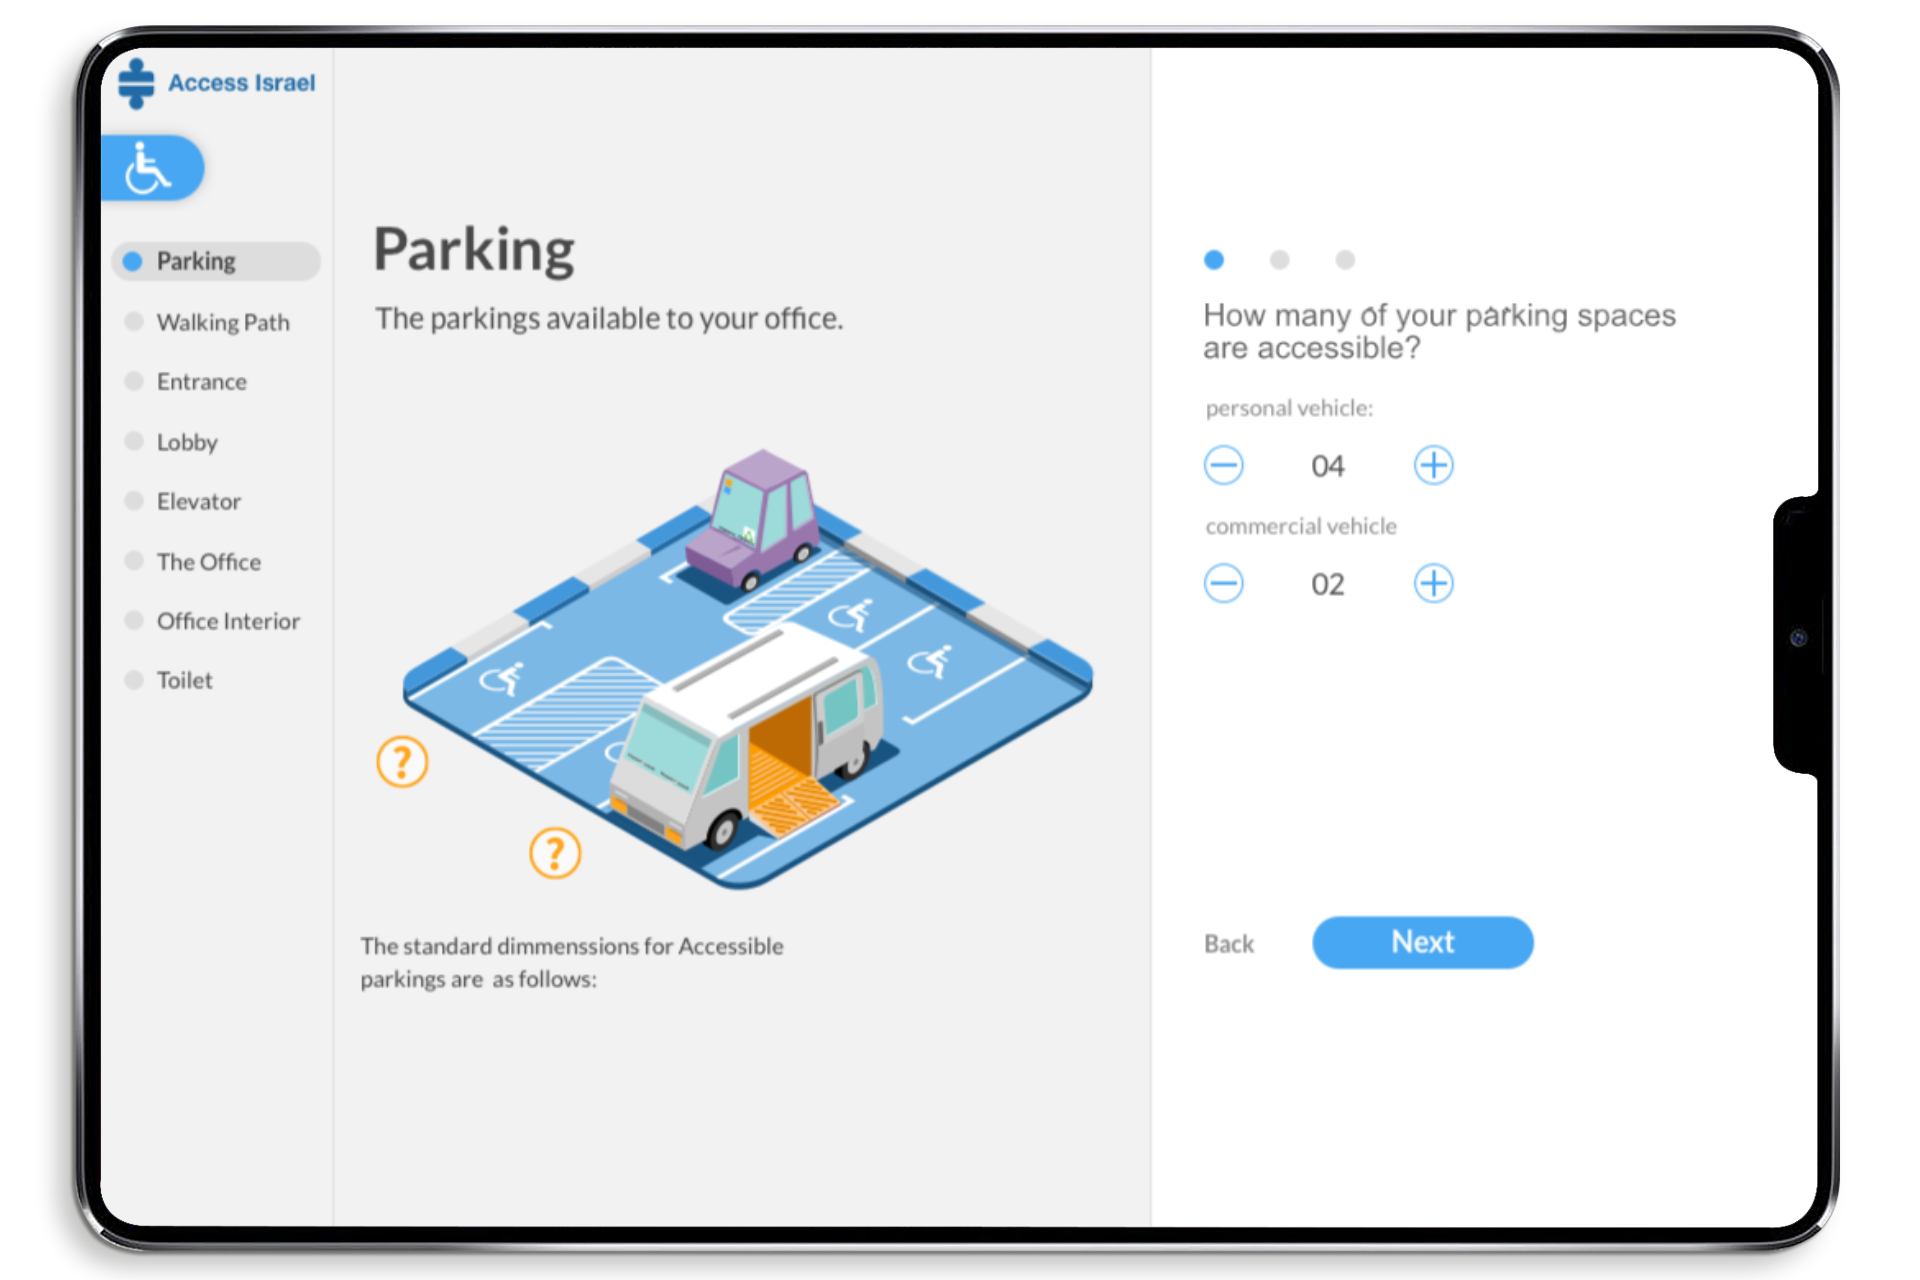 Access Israel
Parking
Walking Path
Entrance
Lobby
Elevator
The Office
Office Interior
Toilet
Parking
The parkings available to your office.
?
?
The standard dimmenssions for Accessible
parkings are as follows:
How many of your parking spaces
are accessible?
personal vehicle:
04
commercial vehicle
02
Back
Next